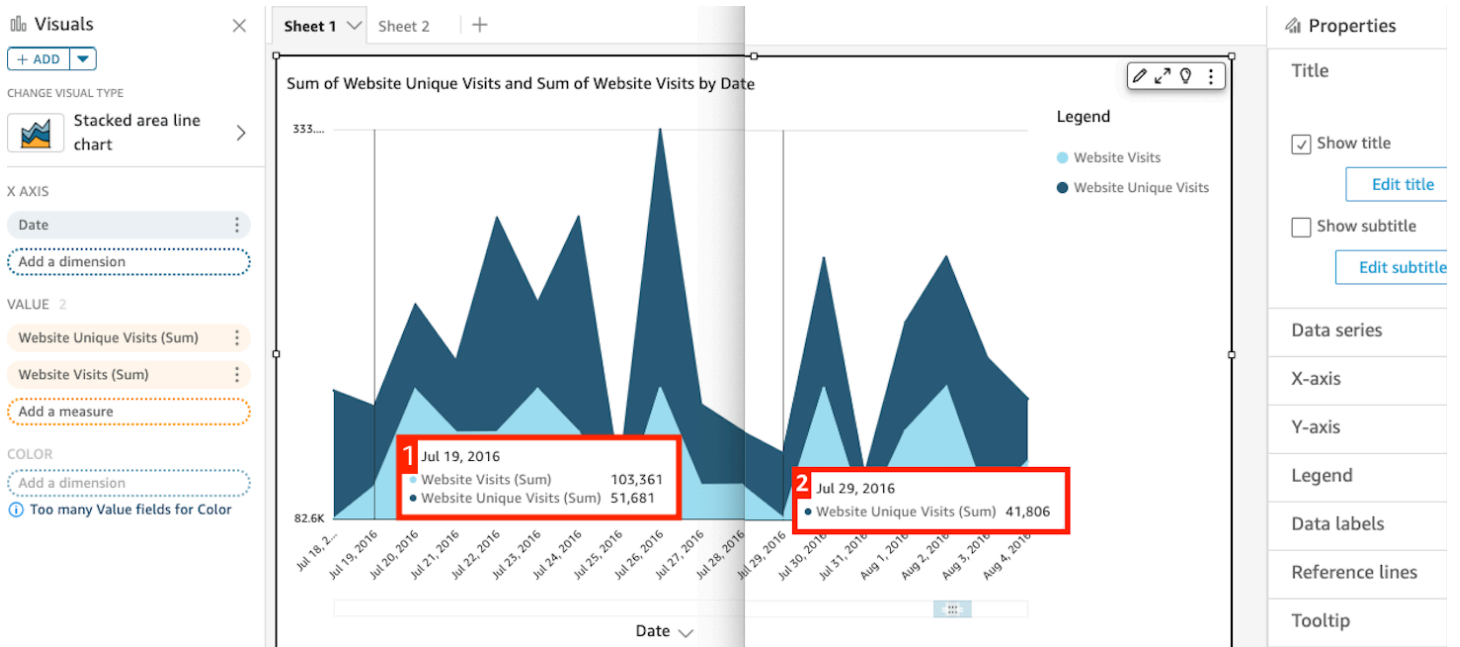 Visuals
+ ADD
CHANGE VISUAL TYPE
Stacked area line
chart
X AXIS
Date
Add a dimension
VALUE 2
Website Unique Visits (Sum)
Website Visits (Sum)
Add a measure
COLOR
Add a dimension
Too many Value fields for Color
Sheet 1
Sheet 2
+
Sum of Website Unique Visits and Sum of Website Visits by Date
333....
82.6K
1
Jul 19, 2016
Website Visits (Sum) 103,361
Website Unique Visits (Sum) 51,681
2
Jul 29, 2016
Website Unique Visits (Sum) 41,806
Jul 18, 2...
Jul 19, 2016
Jul 20, 2016
Jul 21, 2016
Jul 22, 2016
Jul 23, 2016
Jul 24, 2016
Jul 25, 2016
Jul 26, 2016
Jul 27, 2016
Jul 28, 2016
Jul 29, 2016
Jul 30, 2016
Jul 31, 2016
Aug 1, 2016
Aug 2, 2016
Aug 3, 2016
Aug 4, 2016
Date
Legend
Website Visits
Website Unique Visits
Properties
Title
Show title
Edit title
Show subtitle
Edit subtitle
Data series
X-axis
Y-axis
Legend
Data labels
Reference lines
Tooltip